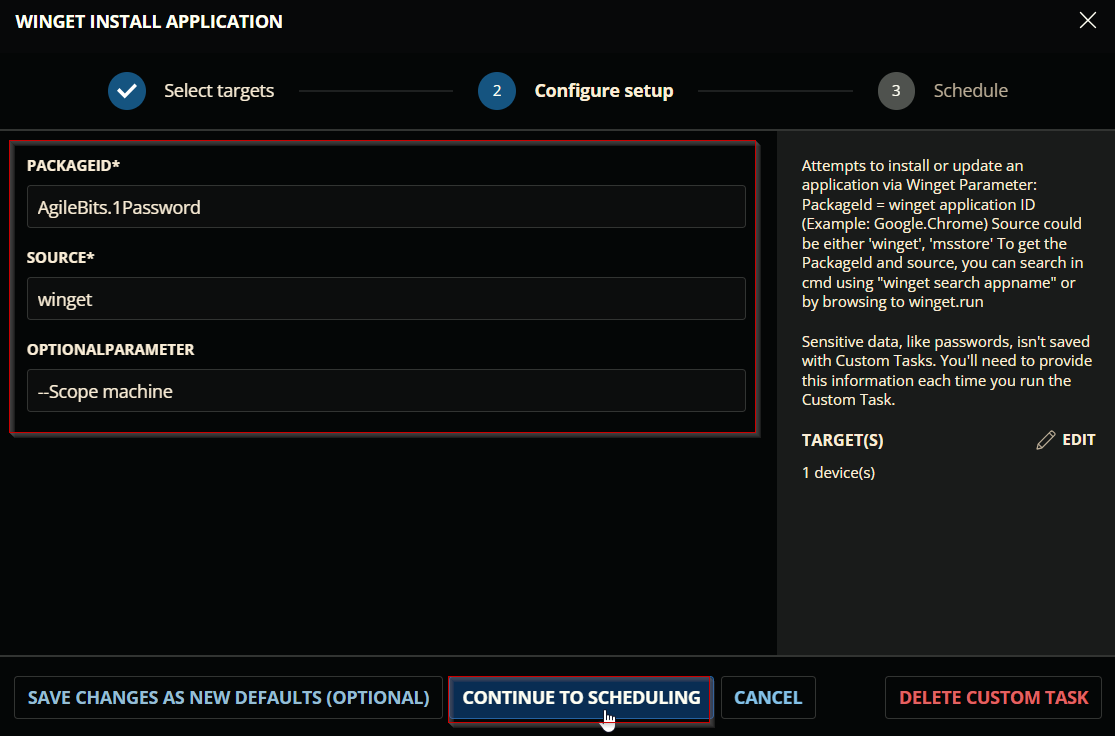 WINGET INSTALL APPLICATION
Select targets
2
Configure setup
3
Schedule
PACKAGEID*
AgileBits.1Password
SOURCE*
winget
OPTIONALPARAMETER
--Scope machine
Attempts to install or update an
application via Winget Parameter:
PackageId = winget application ID
(Example: Google.Chrome) Source could
be either 'winget', 'msstore' To get the
PackageId and source, you can search in
cmd using "winget search appname" or
by browsing to winget.run
Sensitive data, like passwords, isn't saved
with Custom Tasks. You'll need to provide
this information each time you run the
Custom Task.
TARGET(S)
EDIT
1 device(s)
SAVE CHANGES AS NEW DEFAULTS (OPTIONAL)
CONTINUE TO SCHEDULING
CANCEL
DELETE CUSTOM TASK